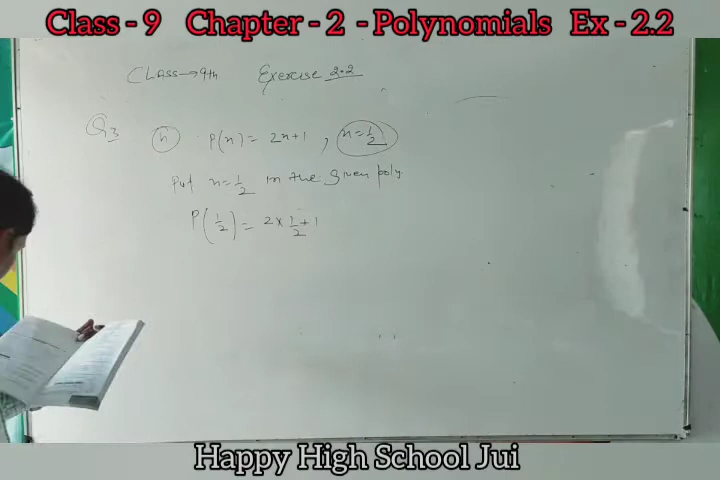 Class - 9 Chapter - 2 - Polynomials Ex - 2.2
CLASS→9th Exercise 2.2
Q3 h P(x) = 2x+1 , x = 1/2
Put x = 1/2 in the given poly.
P(1/2) = 2 × 1/2 + 1
Happy High School Jui